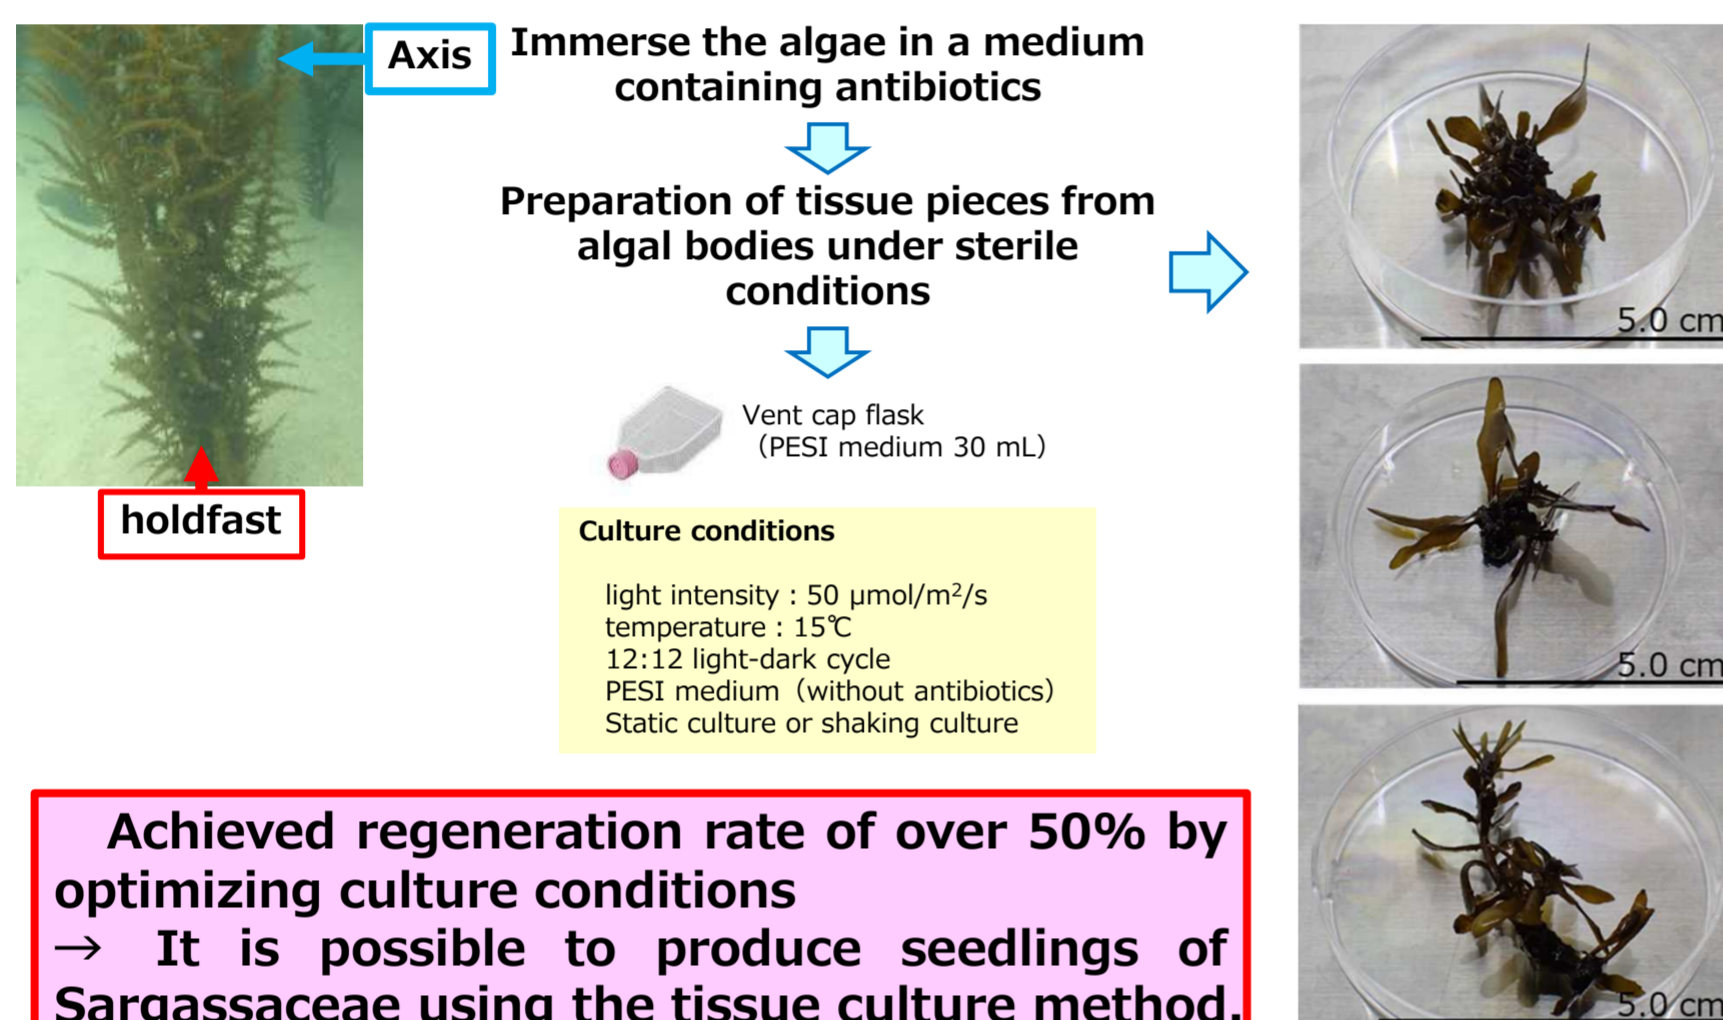 Axis
holdfast
Immerse the algae in a medium
containing antibiotics
Preparation of tissue pieces from
algal bodies under sterile
conditions
Vent cap flask
（PESI medium 30 mL）
Culture conditions
light intensity : 50 μmol/m²/s
temperature : 15℃
12:12 light-dark cycle
PESI medium（without antibiotics）
Static culture or shaking culture
5.0 cm
5.0 cm
5.0 cm
Achieved regeneration rate of over 50% by
optimizing culture conditions
→ It is possible to produce seedlings of
Sargassaceae using the tissue culture method.